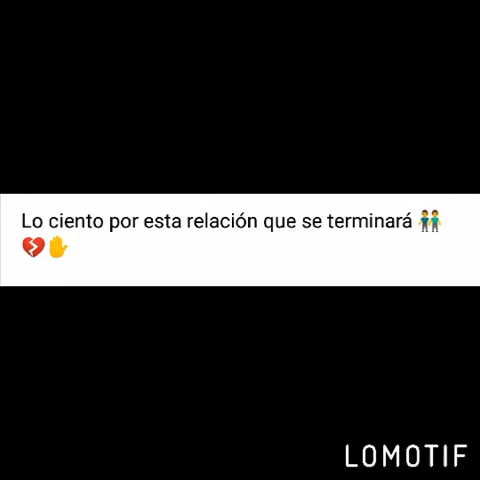 Lo ciento por esta relación que se terminará 👬
💔✋
LOMOTIF